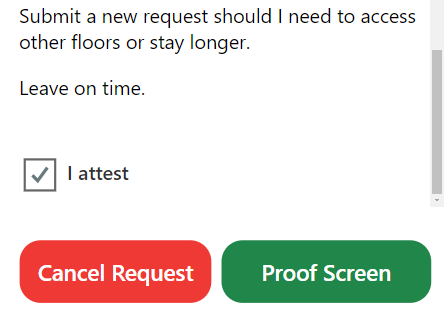 Submit a new request should I need to access
other floors or stay longer.
Leave on time.
I attest
Cancel Request
Proof Screen